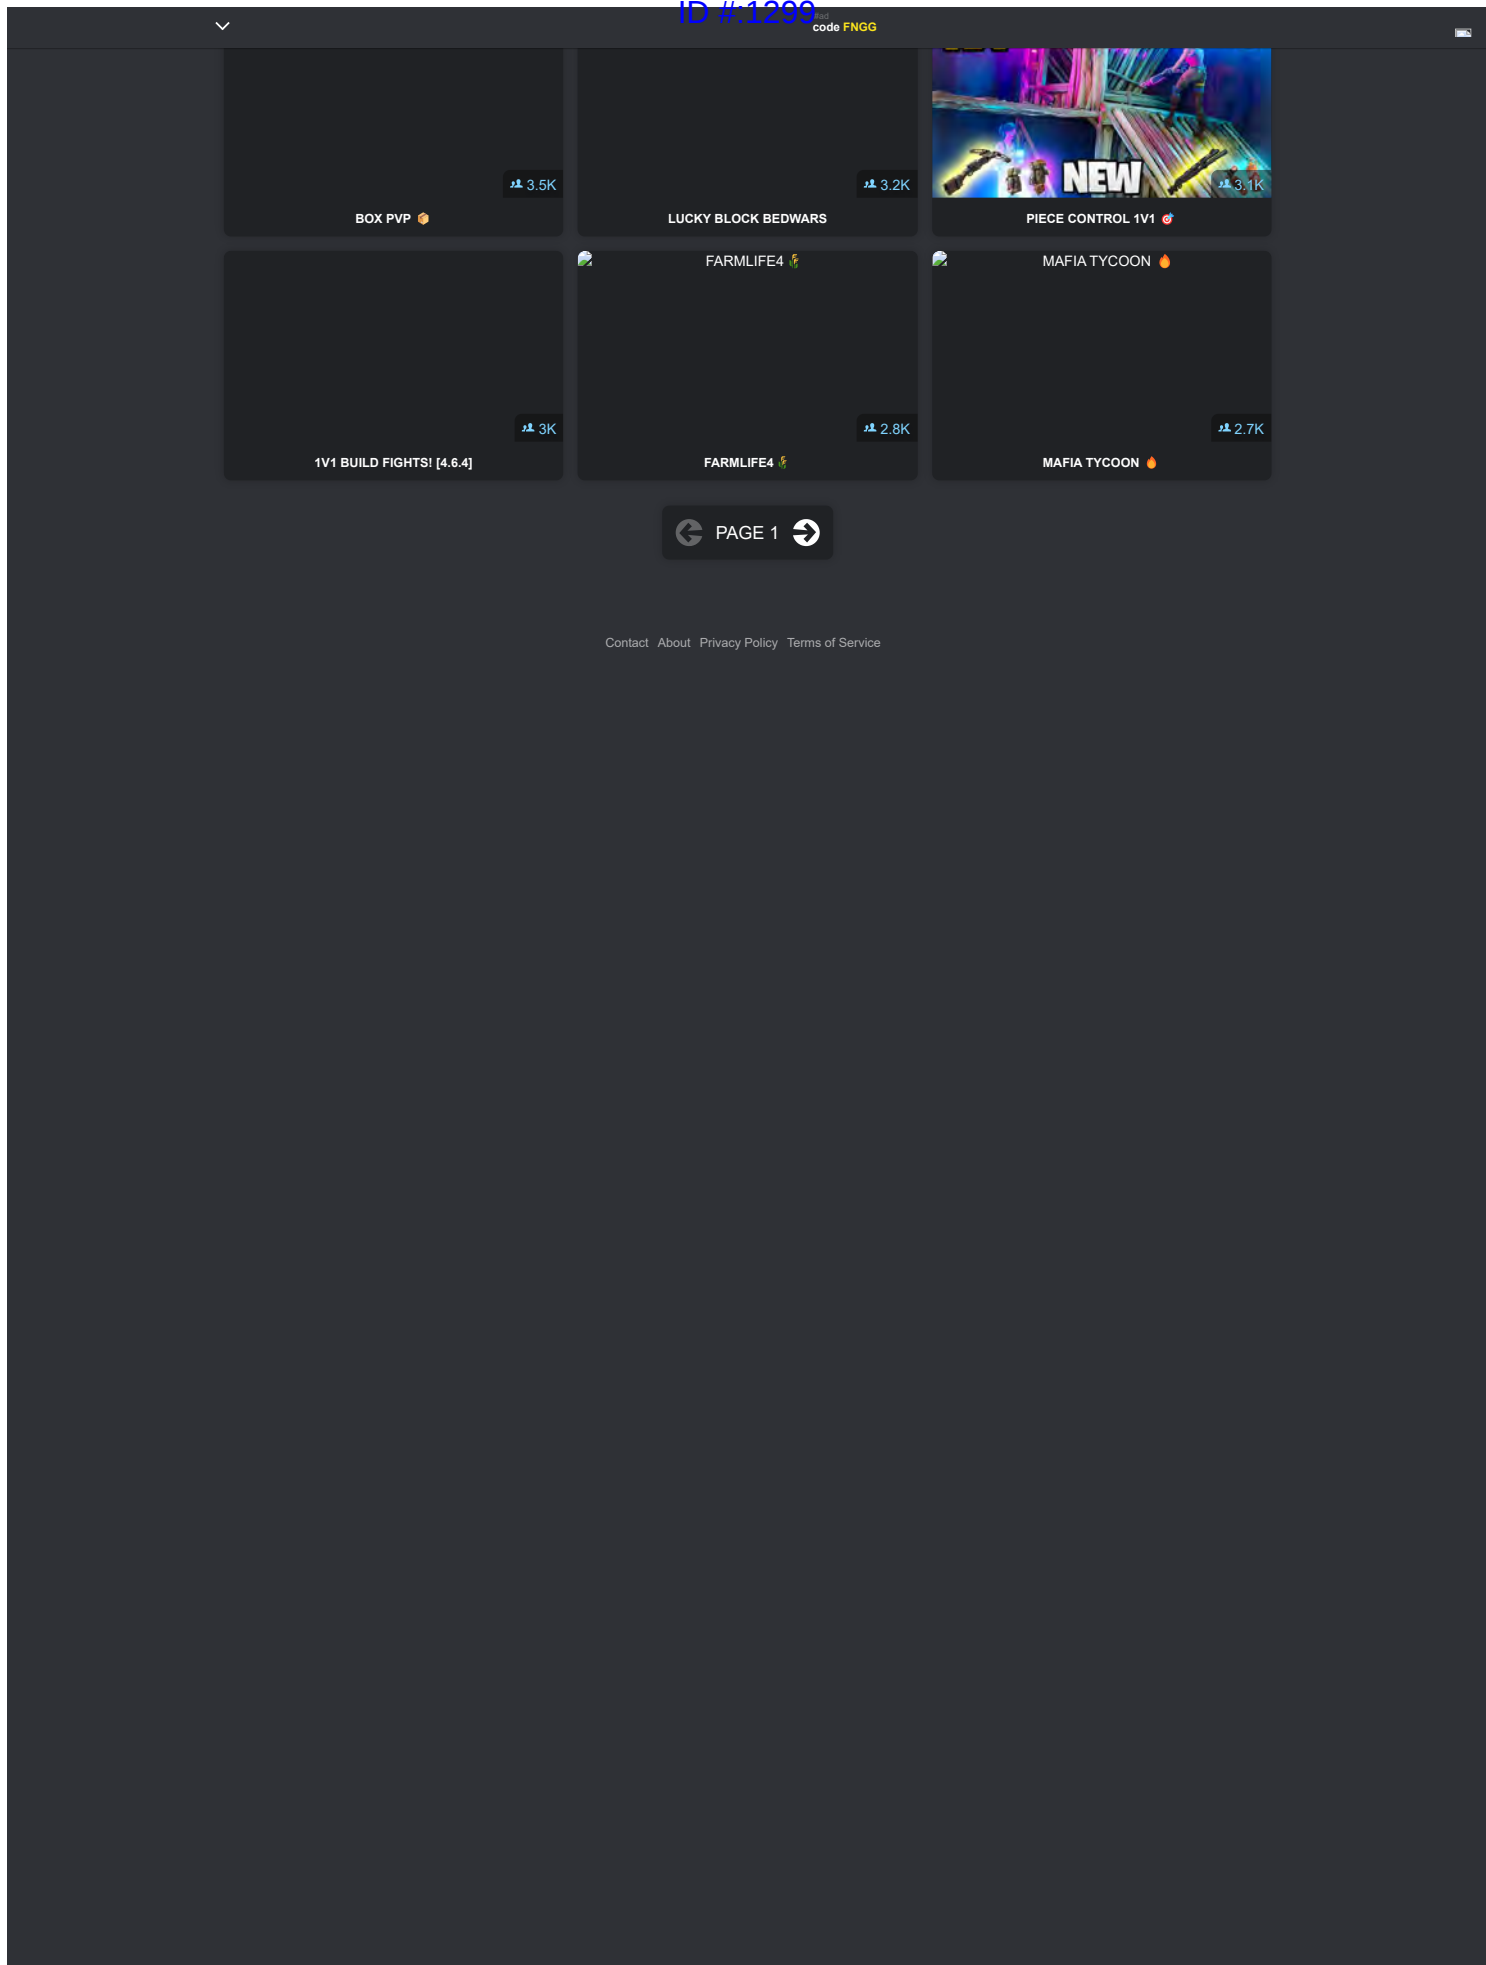 ID #:1299
#ad
code FNGG
NEW
3.5K
3.2K
3.1K
BOX PVP 📦
LUCKY BLOCK BEDWARS
PIECE CONTROL 1V1 🎯
FARMLIFE4 🌽
MAFIA TYCOON 🔥
3K
2.8K
2.7K
1V1 BUILD FIGHTS! [4.6.4]
FARMLIFE4 🌽
MAFIA TYCOON 🔥
PAGE 1
Contact About Privacy Policy Terms of Service